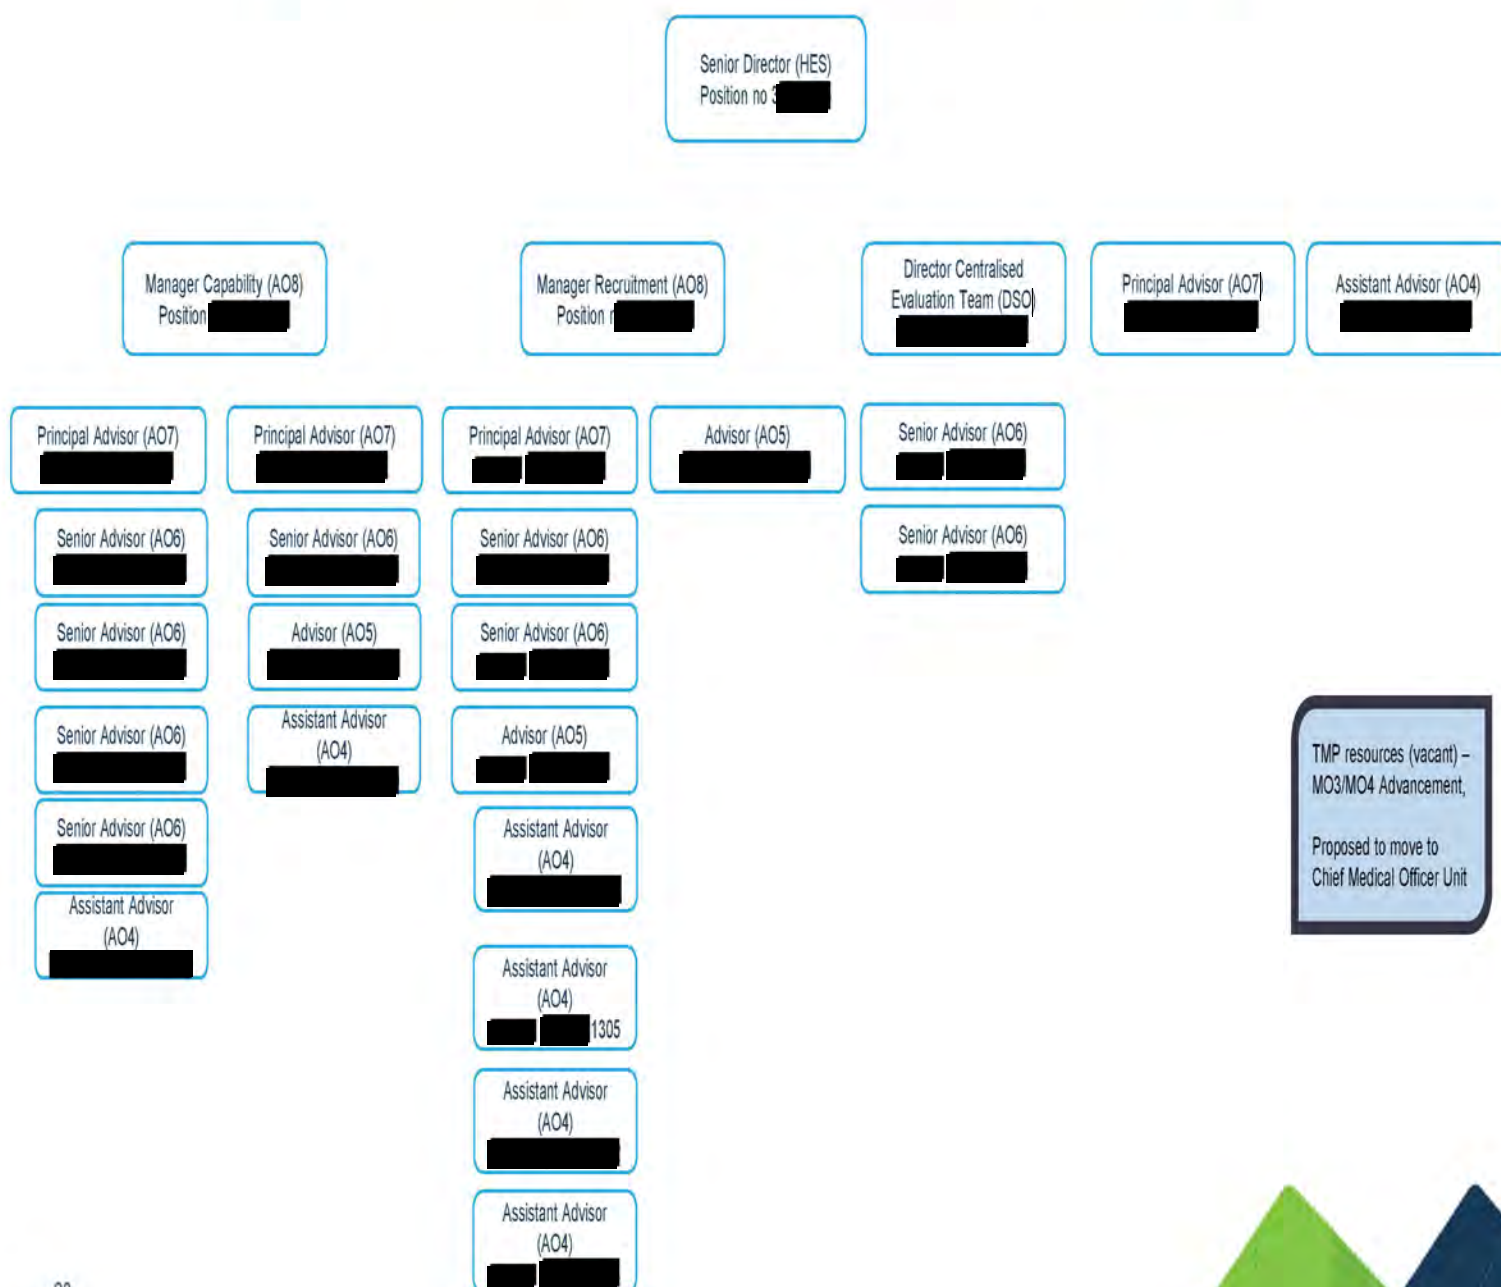 Senior Director (HES)
Position no 3
Manager Capability (AO8)
Position
Manager Recruitment (AO8)
Position
Director Centralised
Evaluation Team (DSO)
Principal Advisor (AO7)
Assistant Advisor (AO4)
Principal Advisor (AO7)
Senior Advisor (AO6)
Senior Advisor (AO6)
Senior Advisor (AO6)
Senior Advisor (AO6)
Assistant Advisor
(AO4)
Principal Advisor (AO7)
Senior Advisor (AO6)
Advisor (AO5)
Assistant Advisor
(AO4)
Principal Advisor (AO7)
Senior Advisor (AO6)
Senior Advisor (AO6)
Advisor (AO5)
Assistant Advisor
(AO4)
Assistant Advisor
(AO4)
1305
Assistant Advisor
(AO4)
Assistant Advisor
(AO4)
Advisor (AO5)
Senior Advisor (AO6)
Senior Advisor (AO6)
TMP resources (vacant) –
MO3/MO4 Advancement,
Proposed to move to
Chief Medical Officer Unit